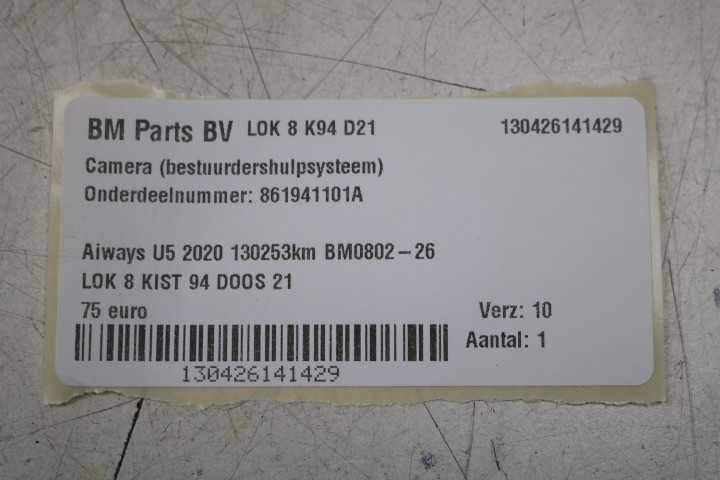 BM Parts BV LOK 8 K94 D21 130426141429
Camera (bestuurdershulpsysteem)
Onderdeelnummer: 861941101A
Aiways U5 2020 130253km BM0802-26
LOK 8 KIST 94 DOOS 21
75 euro Verz: 10
Aantal: 1
130426141429